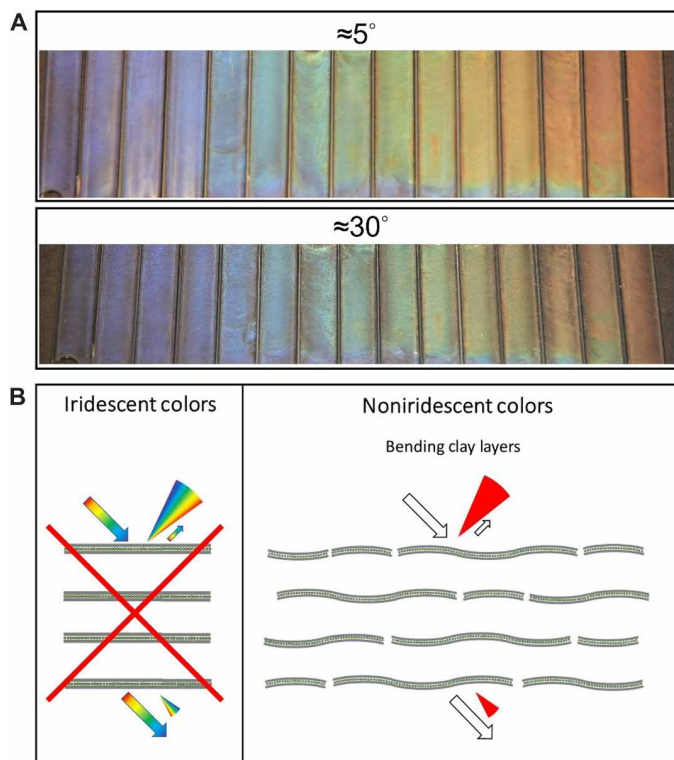 A
≈5°
≈30°
B
Iridescent colors
Noniridescent colors
Bending clay layers